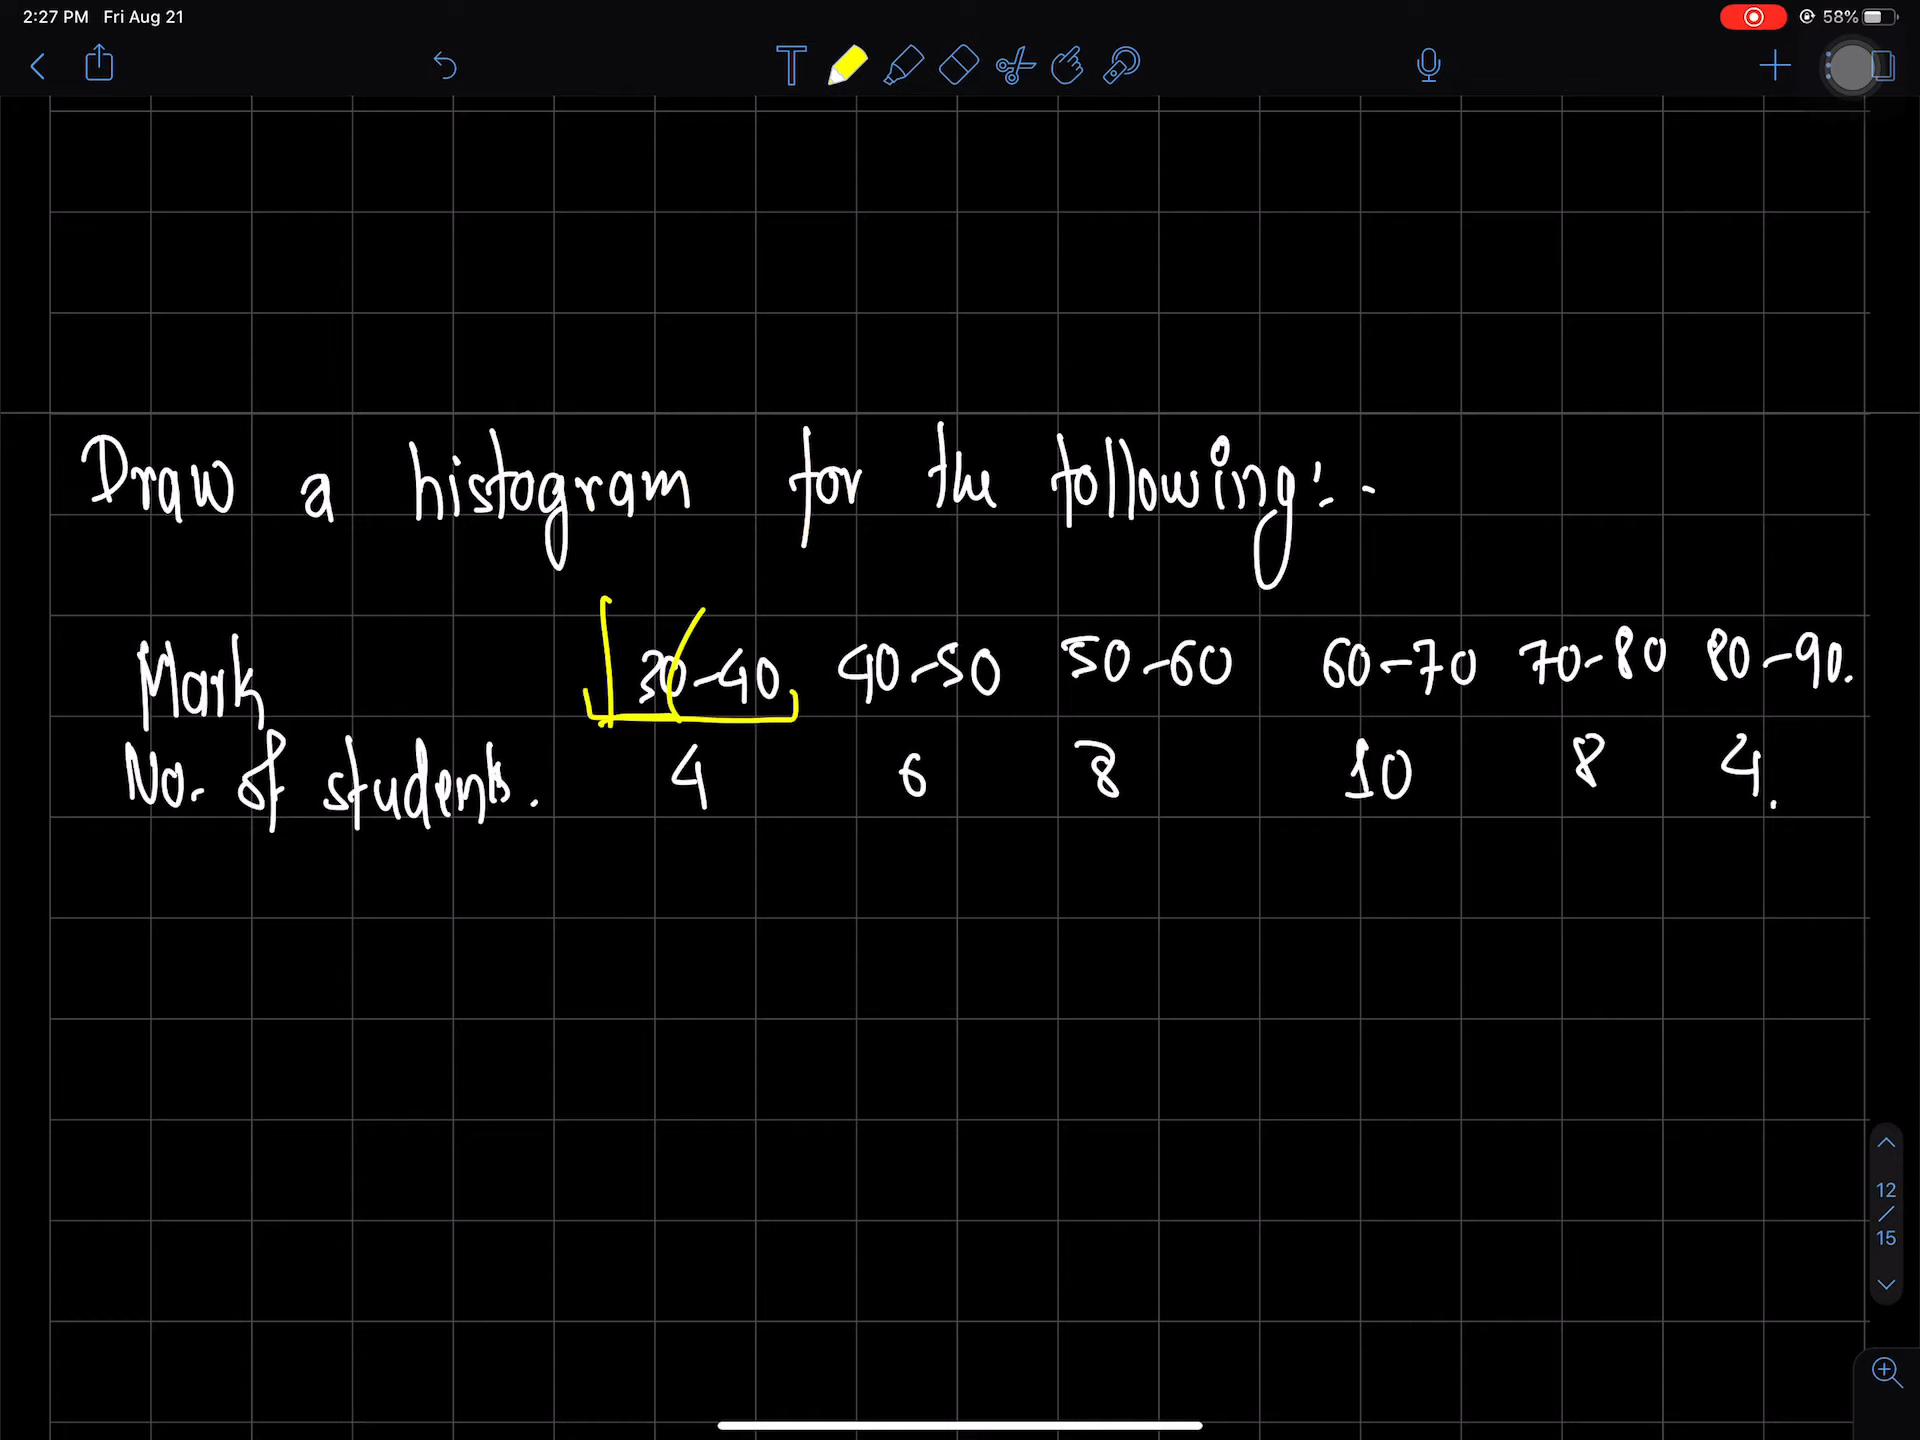 2:27 PM Fri Aug 21 58%
Draw a histogram for the following:-
Mark 30-40 40-50 50-60 60-70 70-80 80-90.
No. of students. 4 6 8 10 8 4.
12
/
15